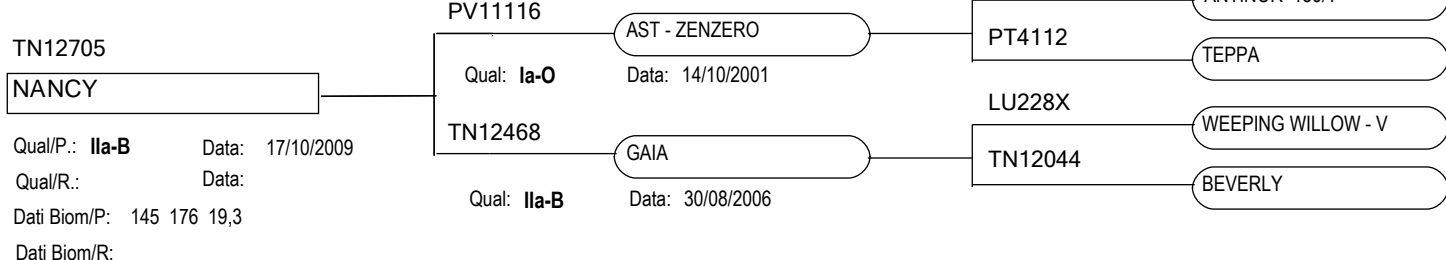 PV11116
AST - ZENZERO
PT4112
TEPPA
TN12705
NANCY
Qual: Ia-O Data: 14/10/2001
LU228X
WEEPING WILLOW - V
TN12468
GAIA
TN12044
BEVERLY
Qual/P.: IIa-B Data: 17/10/2009
Qual/R.: Data:
Qual: IIa-B Data: 30/08/2006
Dati Biom/P: 145 176 19,3
Dati Biom/R: